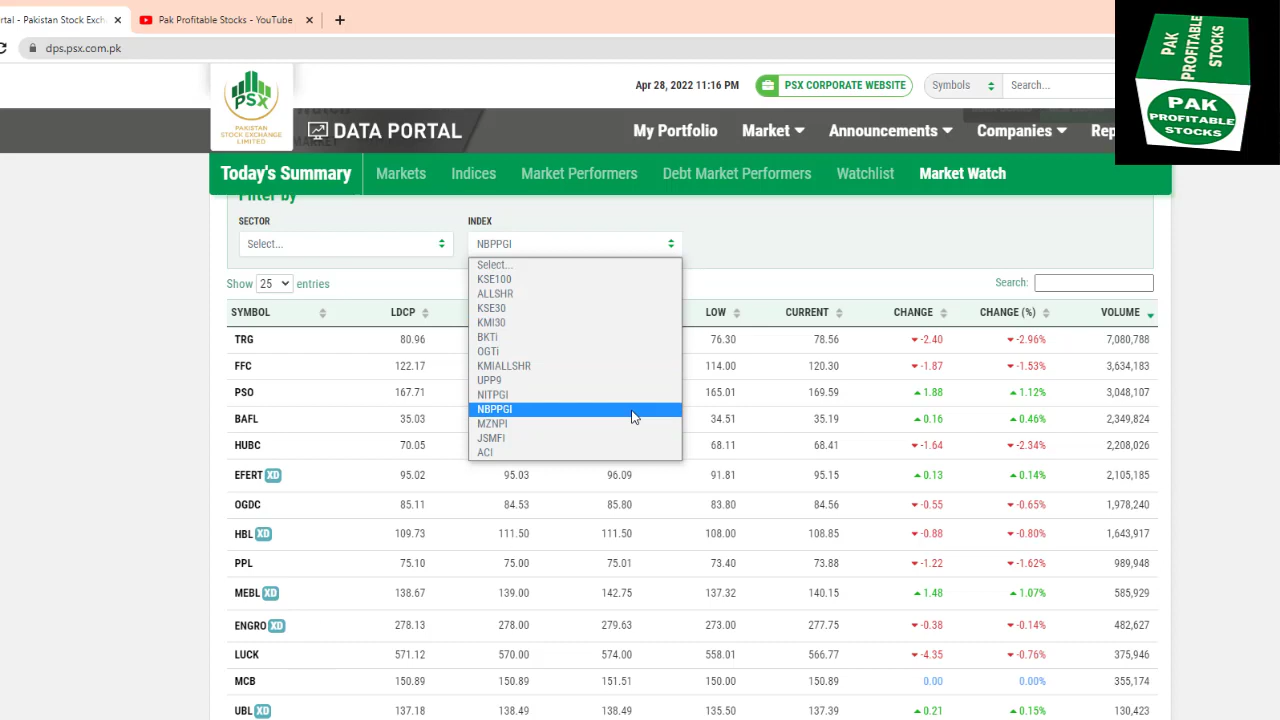 rtal - Pakistan Stock Exch
Pak Profitable Stocks - YouTube
dps.psx.com.pk
PAK PROFITABLE STOCKS
PAK PROFITABLE STOCKS
PSX
PAKISTAN STOCK EXCHANGE LIMITED
Apr 28, 2022 11:16 PM
PSX CORPORATE WEBSITE
Symbols
Search...
DATA PORTAL
MARKET
My Portfolio Market Announcements Companies Rep
Today's Summary Markets Indices Market Performers Debt Market Performers Watchlist Market Watch
Filter by
SECTOR INDEX
Select... NBPPGI
Select...
KSE100
ALLSHR
KSE30
KMI30
BKTi
OGTi
KMIALLSHR
UPP9
NITPGI
NBPPGI
MZNPI
JSMFI
ACI
Show 25 entries Search:
SYMBOL LDCP LOW CURRENT CHANGE CHANGE (%) VOLUME
TRG 80.96 76.30 78.56 -2.40 -2.96% 7,080,788
FFC 122.17 114.00 120.30 -1.87 -1.53% 3,634,183
PSO 167.71 165.01 169.59 1.88 1.12% 3,048,107
BAFL 35.03 34.51 35.19 0.16 0.46% 2,349,824
HUBC 70.05 68.11 68.41 -1.64 -2.34% 2,208,026
EFERT XD 95.02 95.03 96.09 91.81 95.15 0.13 0.14% 2,105,185
OGDC 85.11 84.53 85.80 83.80 84.56 -0.55 -0.65% 1,978,240
HBL XD 109.73 111.50 111.50 108.00 108.85 -0.88 -0.80% 1,643,917
PPL 75.10 75.00 75.01 73.40 73.88 -1.22 -1.62% 989,948
MEBL XD 138.67 139.00 142.75 137.32 140.15 1.48 1.07% 585,929
ENGRO XD 278.13 278.00 279.63 273.00 277.75 -0.38 -0.14% 482,627
LUCK 571.12 570.00 574.00 558.01 566.77 -4.35 -0.76% 375,946
MCB 150.89 150.89 151.51 150.00 150.89 0.00 0.00% 355,174
UBL XD 137.18 138.49 138.49 135.50 137.39 0.21 0.15% 130,423